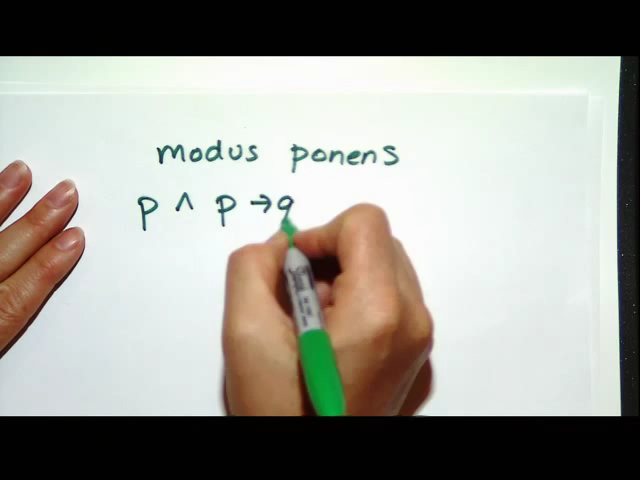 modus ponens
p ∧ p → q